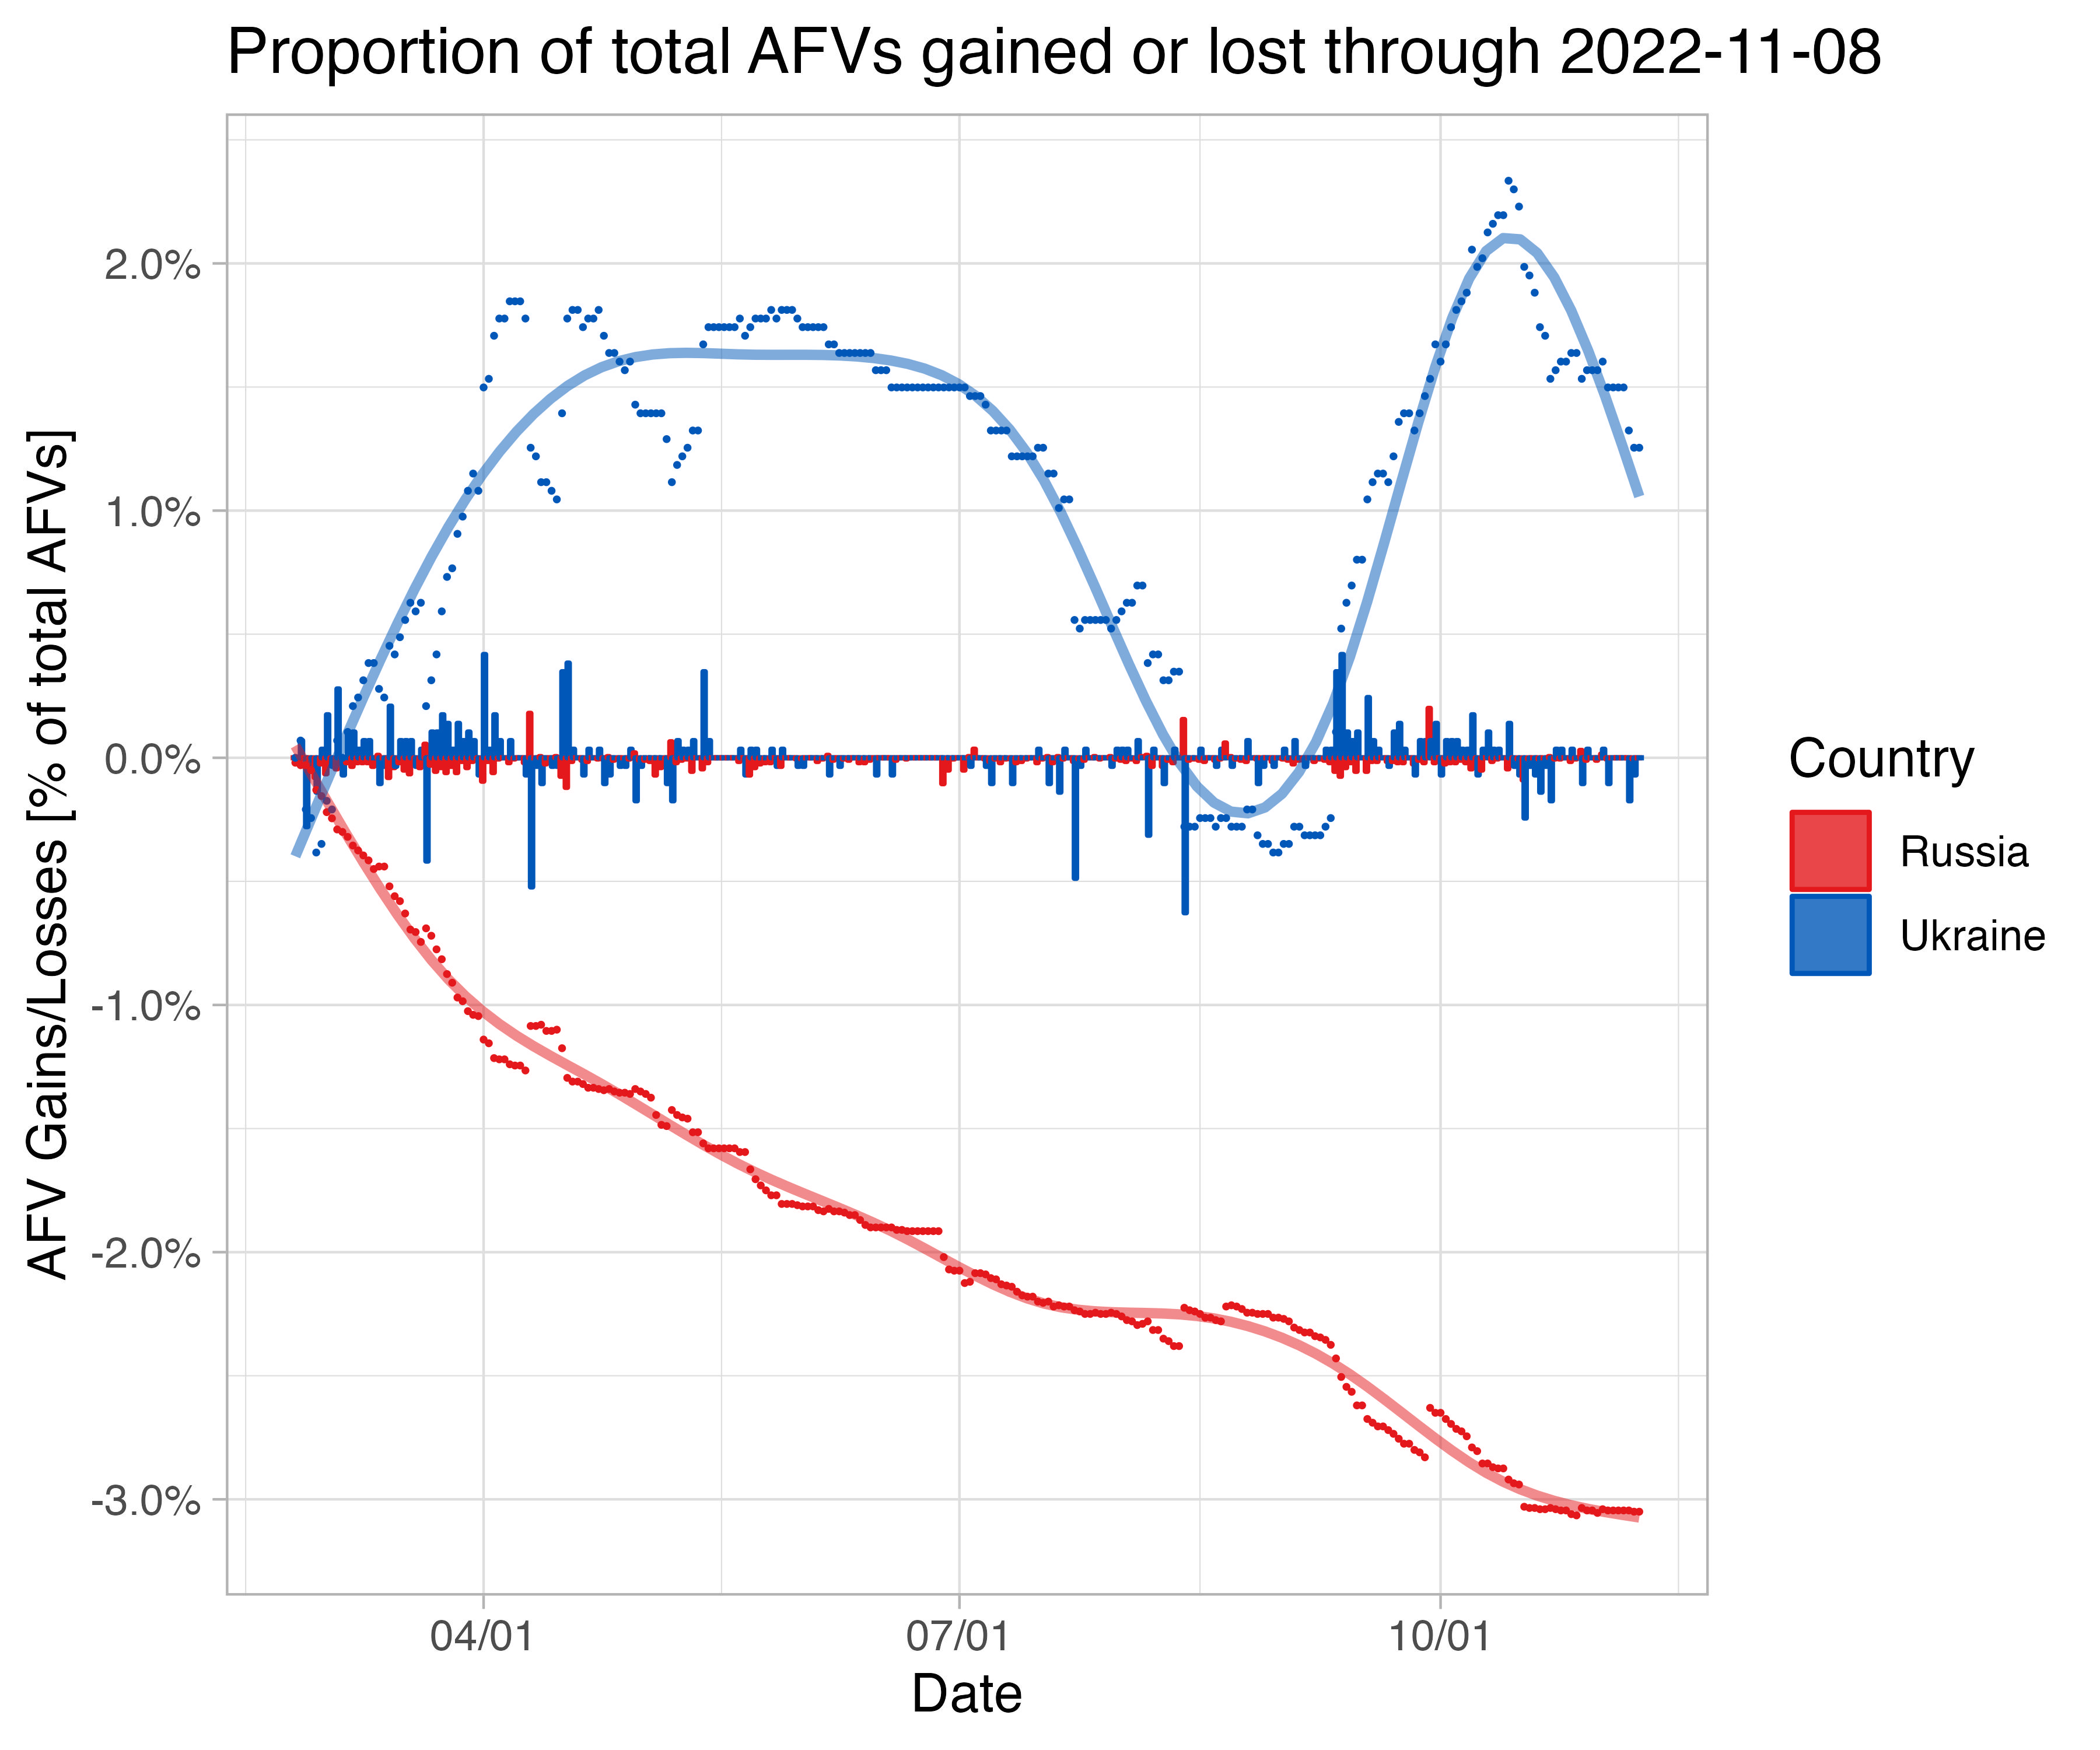 Proportion of total AFVs gained or lost through 2022-11-08
AFV Gains/Losses [% of total AFVs]
2.0%
1.0%
0.0%
-1.0%
-2.0%
-3.0%
04/01
07/01
10/01
Date
Country
Russia
Ukraine